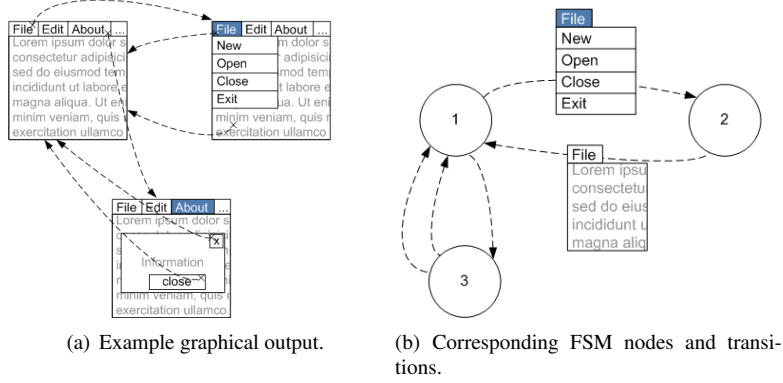 File Edit About ...
Lorem ipsum dolor s
consectetur adipisici
sed do eiusmod tem
incididunt ut labore e
magna aliqua. Ut eni
minim veniam, quis r
exercitation ullamco
File Edit About ...
New
Open
Close
Exit
m dolor s
adipisici
mod tem
labore e
ua. Ut eni
minim veniam, quis r
exercitation ullamco
File Edit About ...
Lorem ipsum dolor s
x
Information
close
minim veniam, quis r
exercitation ullamco
(a) Example graphical output.
File
New
Open
Close
Exit
1
2
File
Lorem ipsu
consectetu
sed do eius
incididunt u
magna aliq
3
(b) Corresponding FSM nodes and transi-
tions.